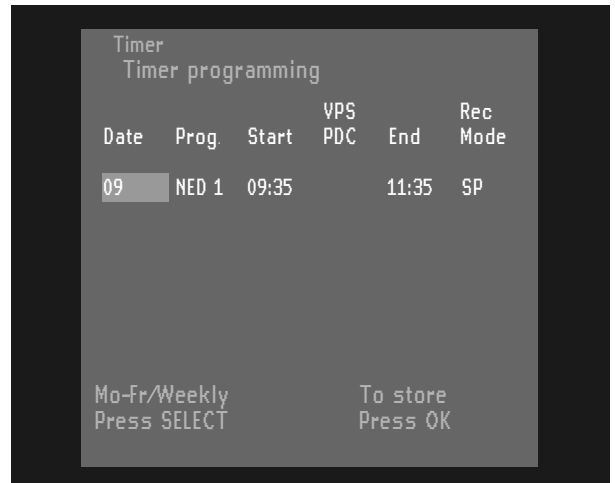 Timer
Timer programming
VPS Rec
Date Prog. Start PDC End Mode
09 NED 1 09:35 11:35 SP
Mo-Fr/Weekly To store
Press SELECT Press OK